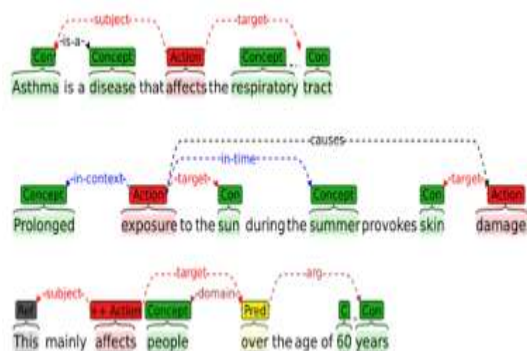 subject target
is-a
Con Concept Action Concept ... Con
Asthma is a disease that affects the respiratory tract
causes
in-time
in-context target target
Concept Action Con Concept Con Action
Prolonged exposure to the sun during the summer provokes skin damage
target arg
subject domain
Ref ++ Action Concept Pred C Con
This mainly affects people over the age of 60 years